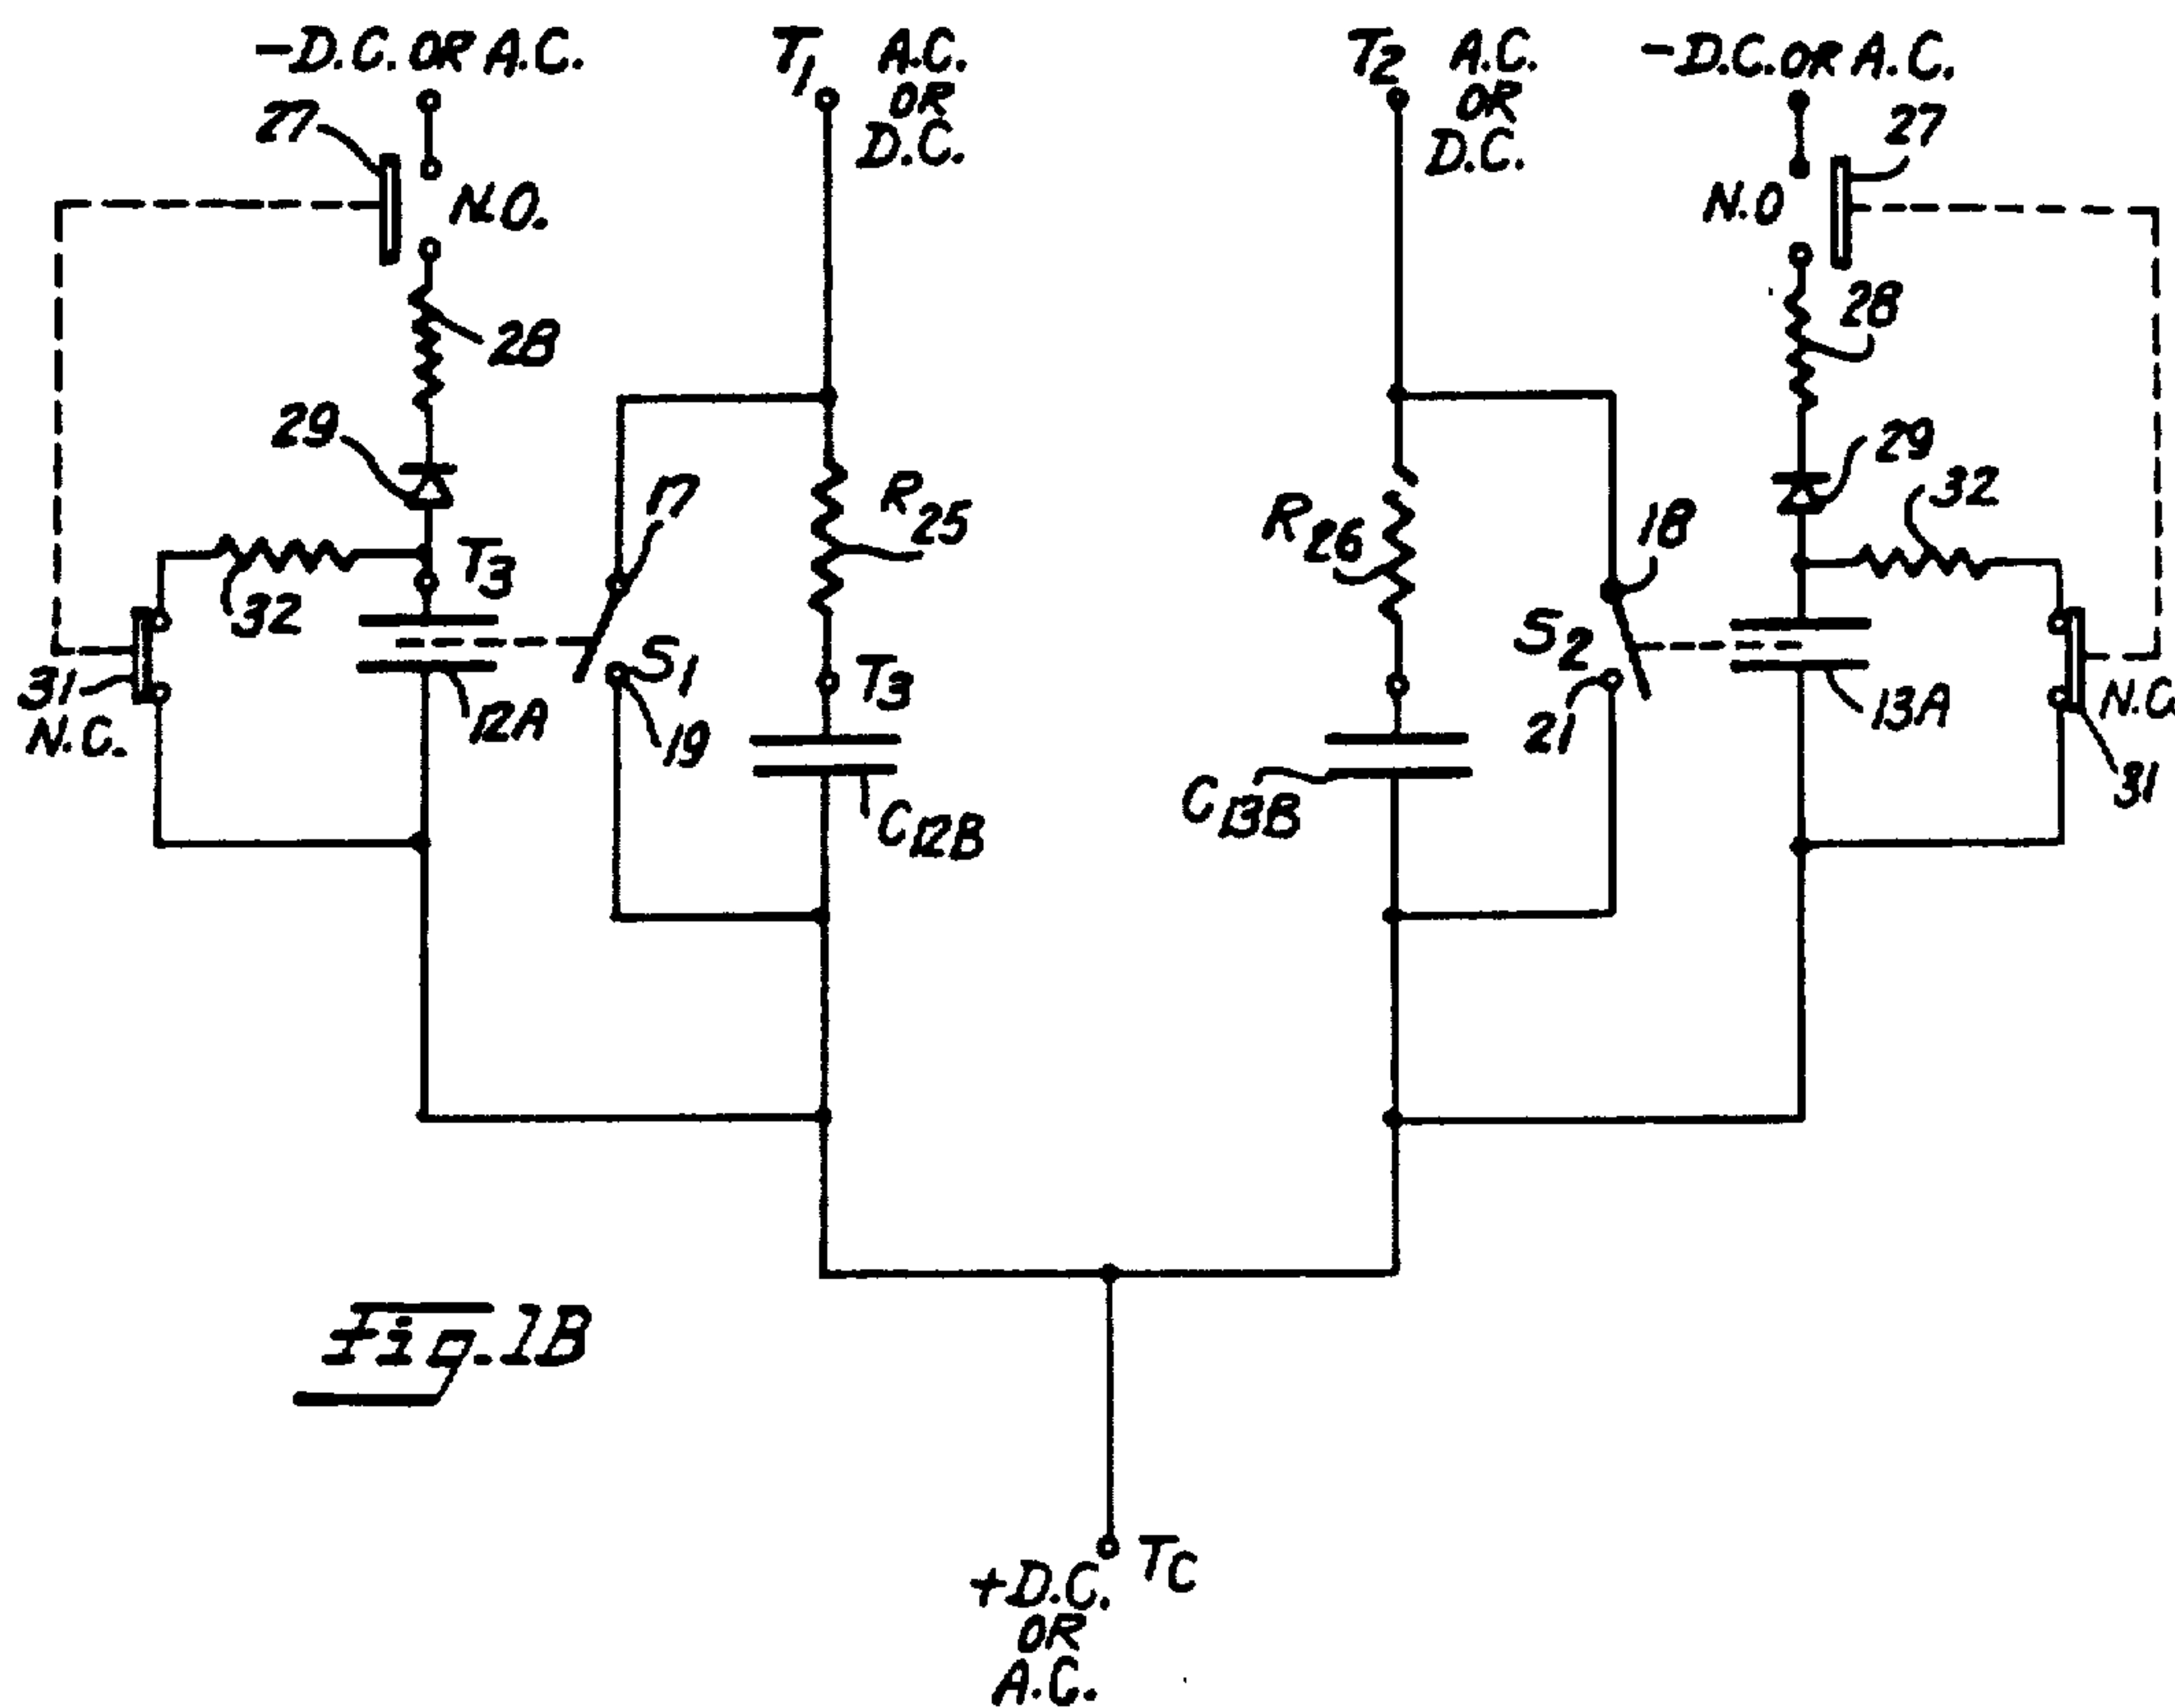 -D.C. OR A.C.
T1
A.C.
OR
D.C.
T2
A.C.
OR
D.C.
-D.C. OR A.C.
27
N.O.
27
N.O
28
28
29
R25
R26
29
32
17
18
T3
32
S1
S2
T3
31
N.C.
12A
19
21
13A
N.C.
31
C12B
C13B
Fig. 1B
TC
+D.C.
OR
A.C.